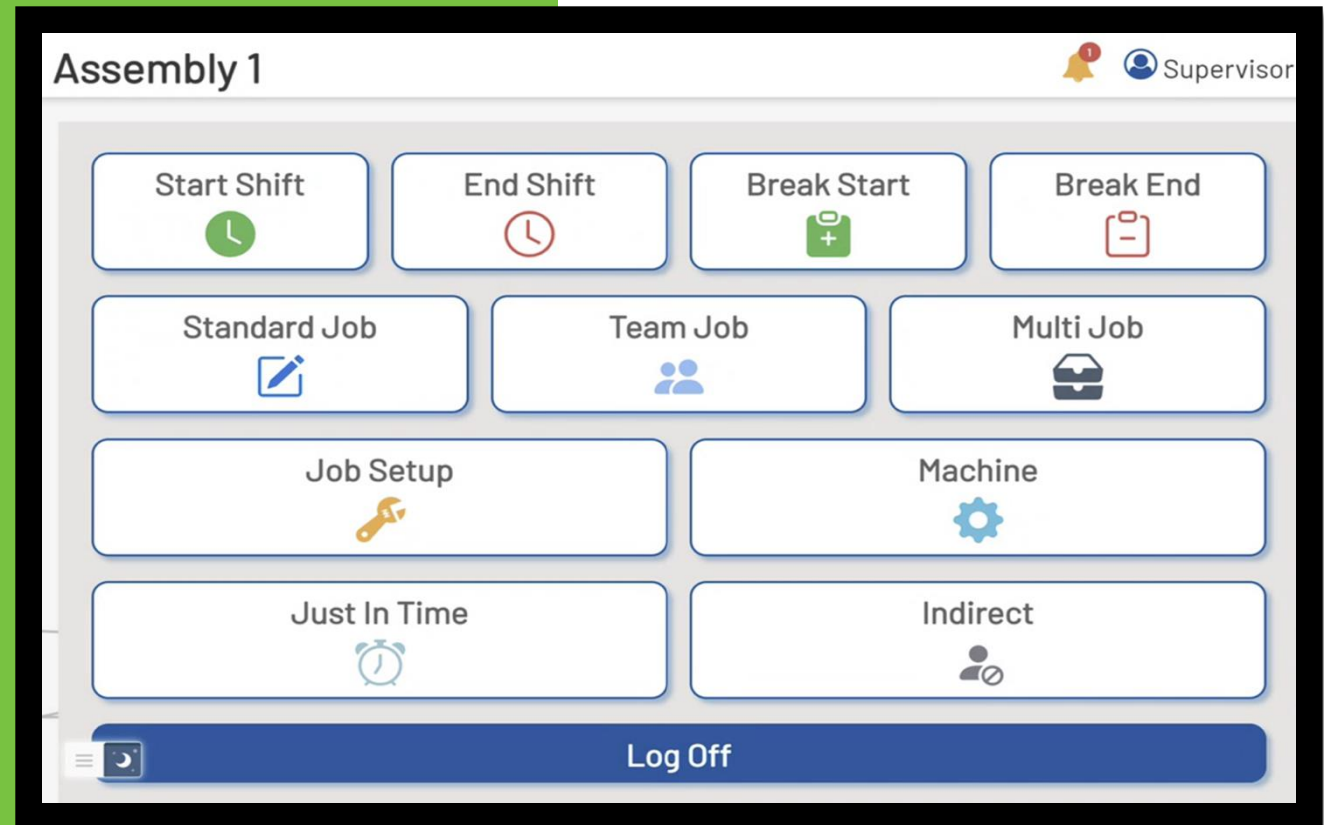 Assembly 1
1
Supervisor
Start Shift
End Shift
Break Start
Break End
Standard Job
Team Job
Multi Job
Job Setup
Machine
Just In Time
Indirect
Log Off